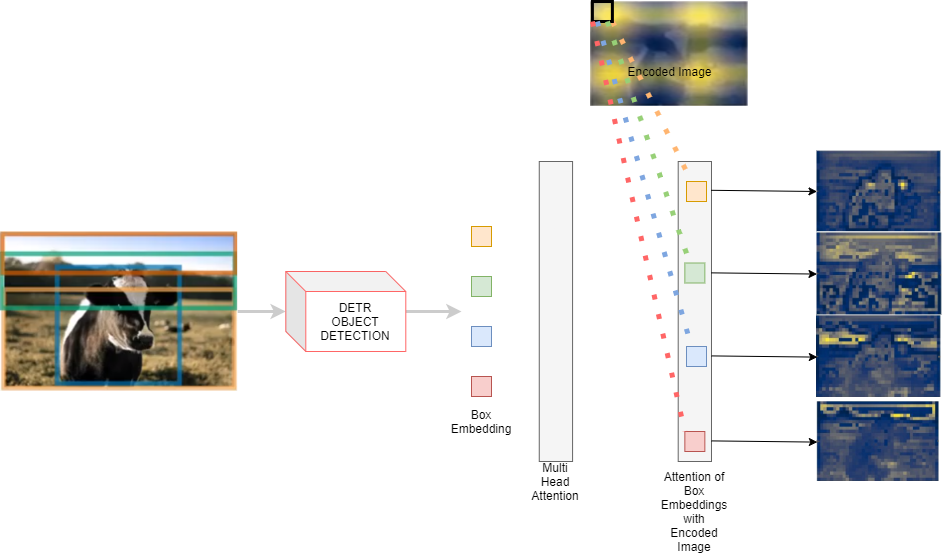 Encoded Image
DETR
OBJECT
DETECTION
Box
Embedding
Multi
Head
Attention
Attention of
Box
Embeddings
with
Encoded
Image